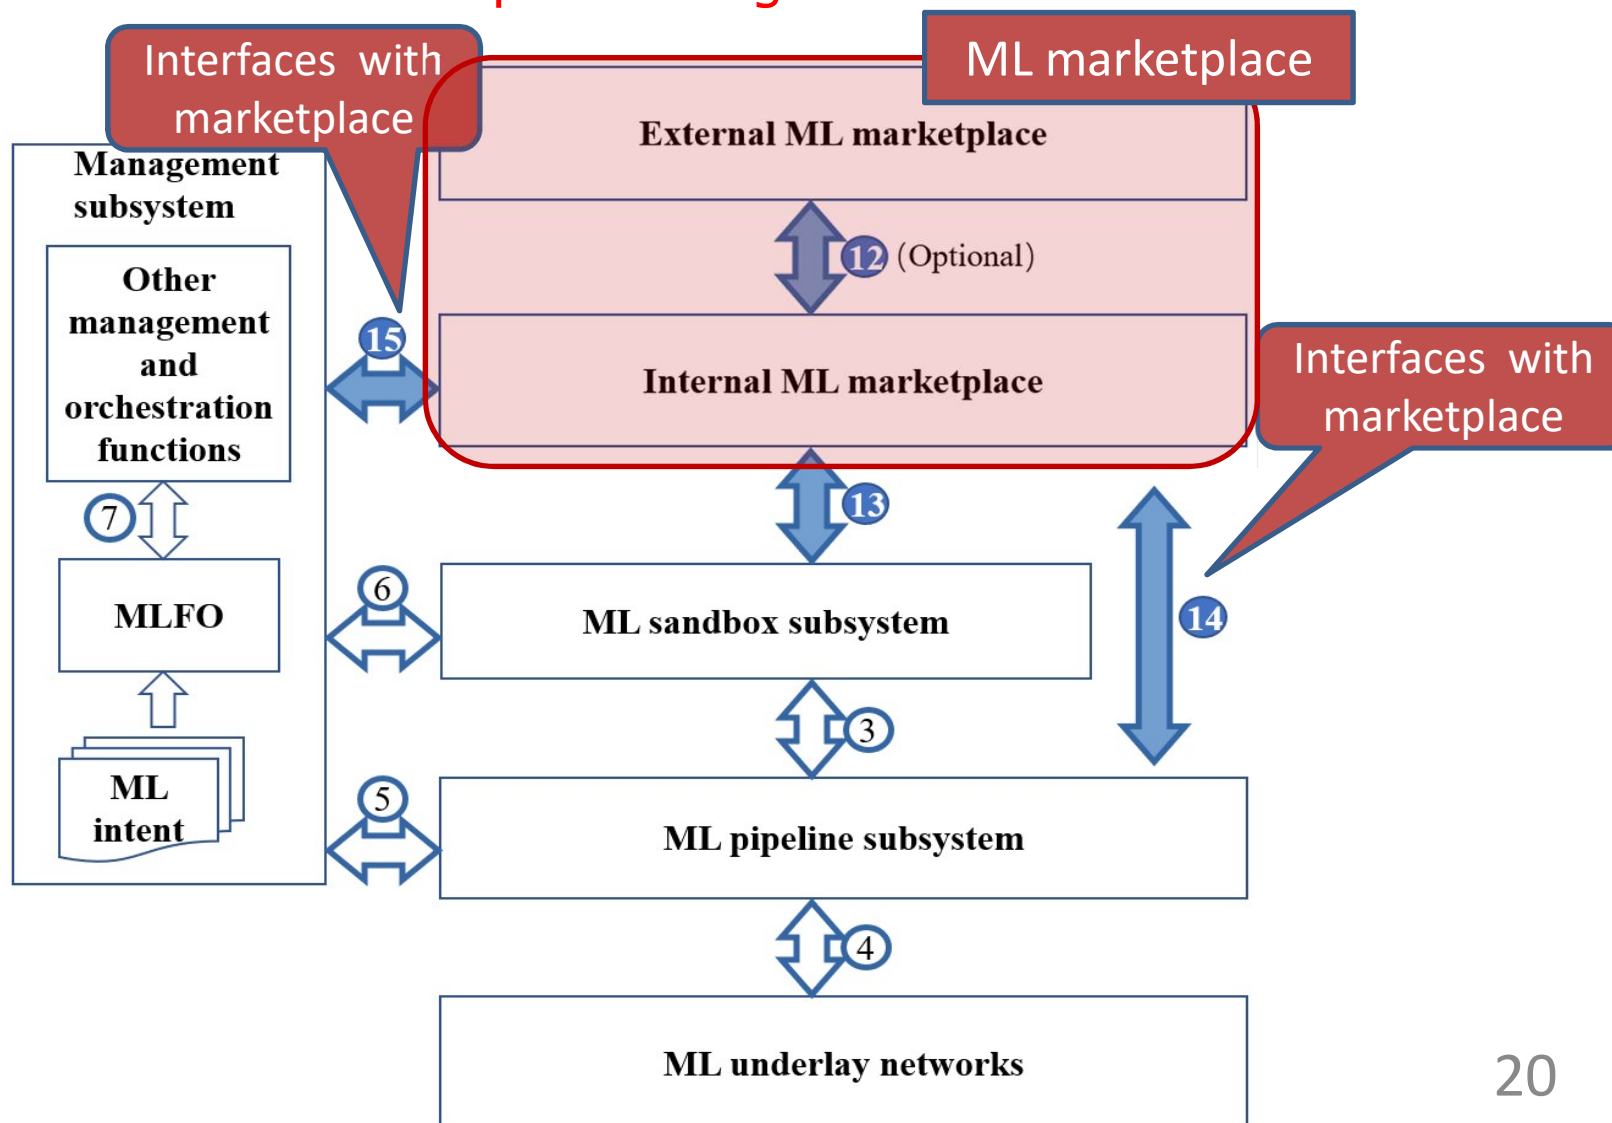 ML marketplace
Interfaces with
marketplace
External ML marketplace
Management
subsystem
12 (Optional)
Other
management
and
orchestration
functions
15
Internal ML marketplace
Interfaces with
marketplace
7
13
MLFO
6
ML sandbox subsystem
14
3
ML
intent
5
ML pipeline subsystem
4
ML underlay networks
20